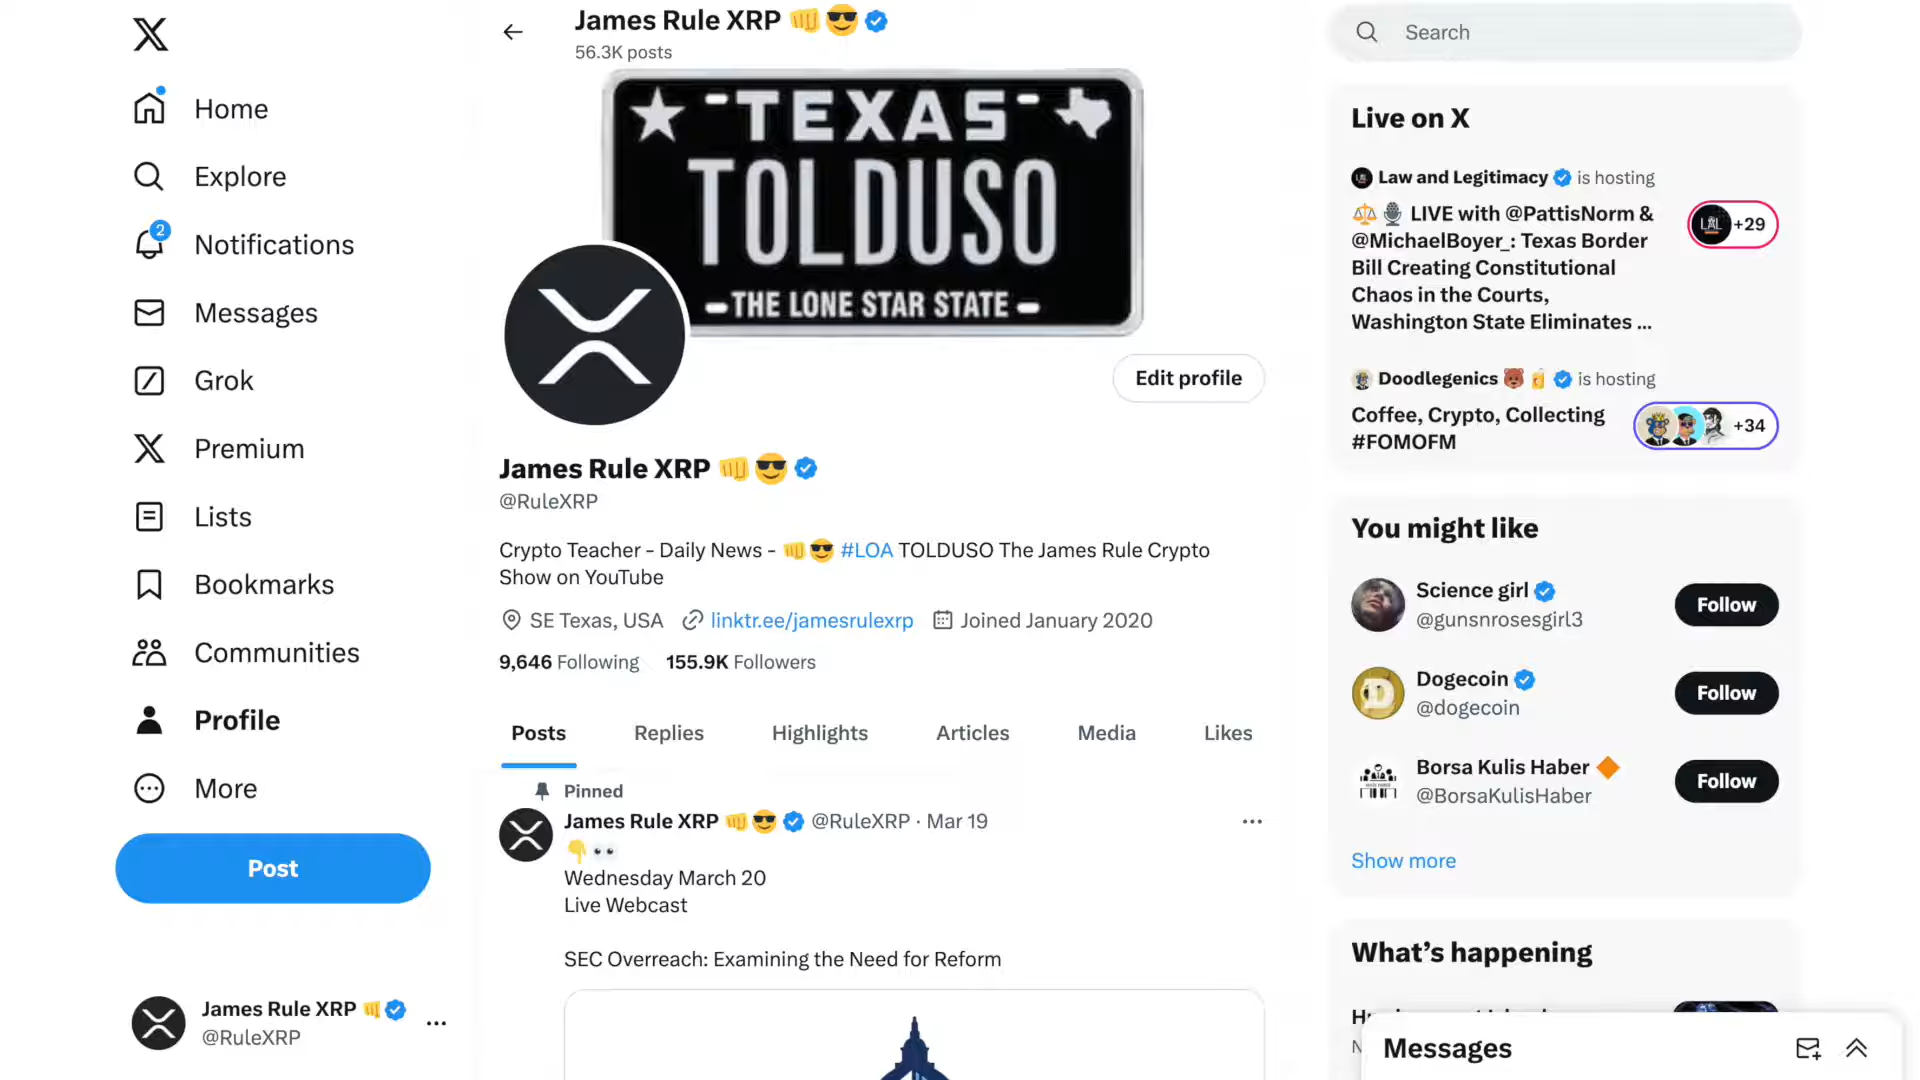 Home
Explore
2
Notifications
Messages
Grok
Premium
Lists
Bookmarks
Communities
Profile
More
Post
James Rule XRP 👊
@RuleXRP
James Rule XRP 👊😎
56.3K posts
TEXAS
TOLDUSO
THE LONE STAR STATE
Edit profile
James Rule XRP 👊😎
@RuleXRP
Crypto Teacher - Daily News - 👊😎 #LOA TOLDUSO The James Rule Crypto
Show on YouTube
SE Texas, USA linktr.ee/jamesrulexrp Joined January 2020
9,646 Following 155.9K Followers
Posts Replies Highlights Articles Media Likes
Pinned
James Rule XRP 👊😎 @RuleXRP · Mar 19
👇👀
Wednesday March 20
Live Webcast
SEC Overreach: Examining the Need for Reform
Search
Live on X
Law and Legitimacy is hosting
⚖️🎙️ LIVE with @PattisNorm &
@MichaelBoyer_: Texas Border
Bill Creating Constitutional
Chaos in the Courts,
Washington State Eliminates ...
LAL +29
Doodlegenics 🐻🍺 is hosting
Coffee, Crypto, Collecting
#FOMOFM
+34
You might like
Science girl
@gunsnrosesgirl3
Follow
Dogecoin
@dogecoin
Follow
Borsa Kulis Haber 🔶
@BorsaKulisHaber
Follow
Show more
What's happening
Messages